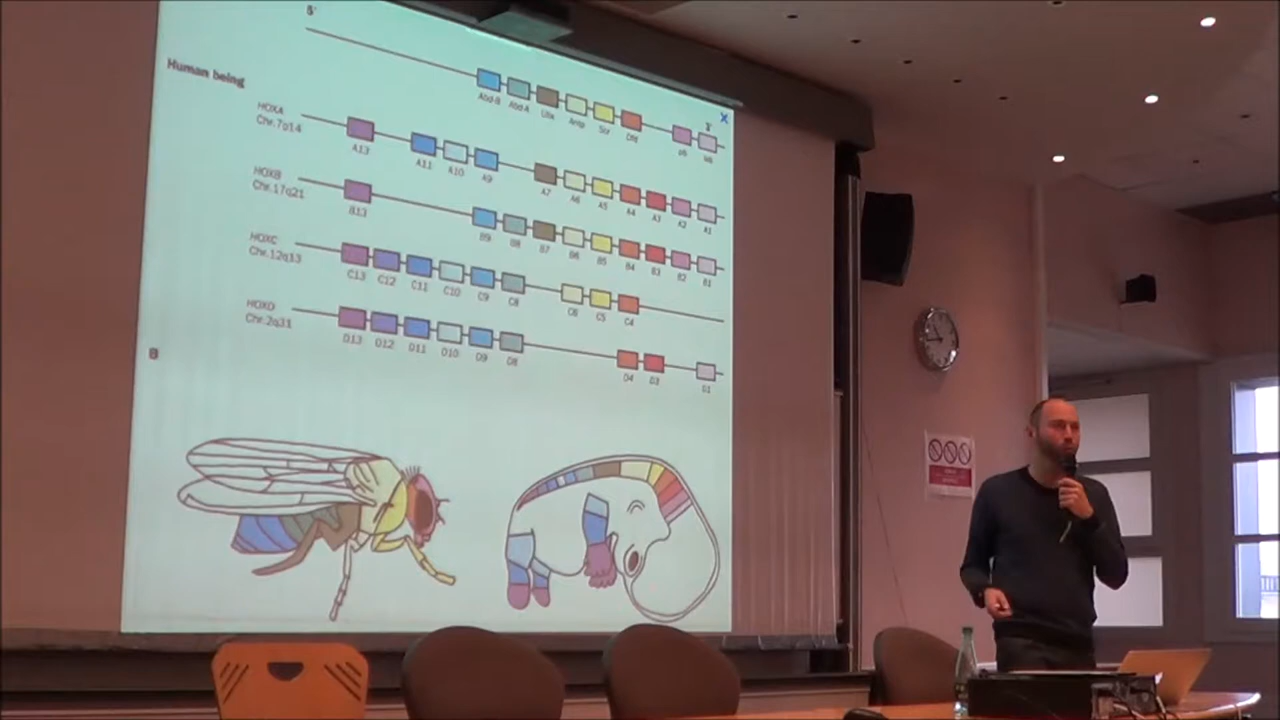 5'
Human being
Abd-B Abd-A Ubx Antp Scr Dfd pb lab
3'
HOXA
Chr.7p14
A13 A11 A10 A9 A7 A6 A5 A4 A3 A2 A1
HOXB
Chr.17q21
B13 B9 B8 B7 B6 B5 B4 B3 B2 B1
HOXC
Chr.12q13
C13 C12 C11 C10 C9 C8 C6 C5 C4
HOXD
Chr.2q31
D13 D12 D11 D10 D9 D8 D4 D3 D1
B